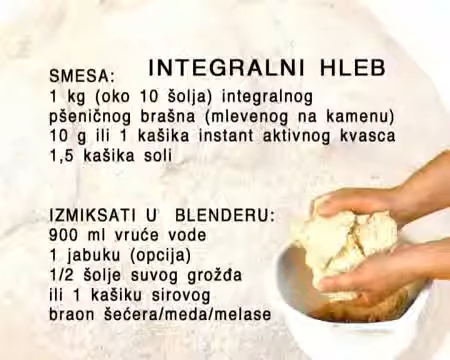 INTEGRALNI HLEB
SMESA:
1 kg (oko 10 šolja) integralnog
pšeničnog brašna (mlevenog na kamenu)
10 g ili 1 kašika instant aktivnog kvasca
1,5 kašika soli
IZMIKSATI U BLENDERU:
900 ml vruće vode
1 jabuku (opcija)
1/2 šolje suvog grožđa
ili 1 kašiku sirovog
braon šećera/meda/melase